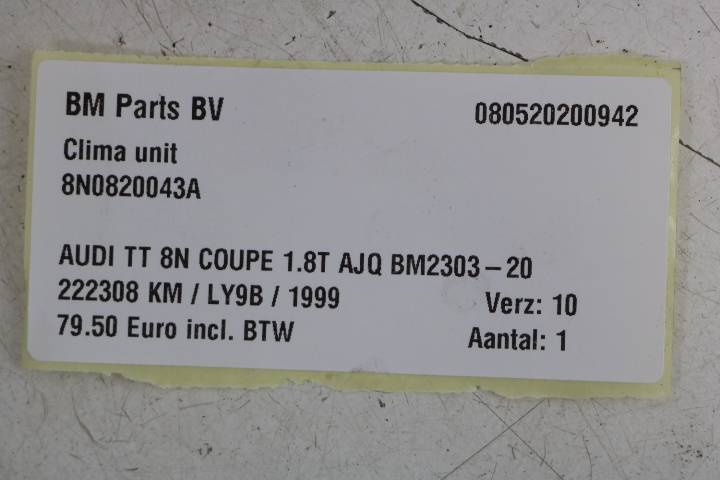 BM Parts BV 080520200942
Clima unit
8N0820043A
AUDI TT 8N COUPE 1.8T AJQ BM2303-20
222308 KM / LY9B / 1999 Verz: 10
79.50 Euro incl. BTW Aantal: 1